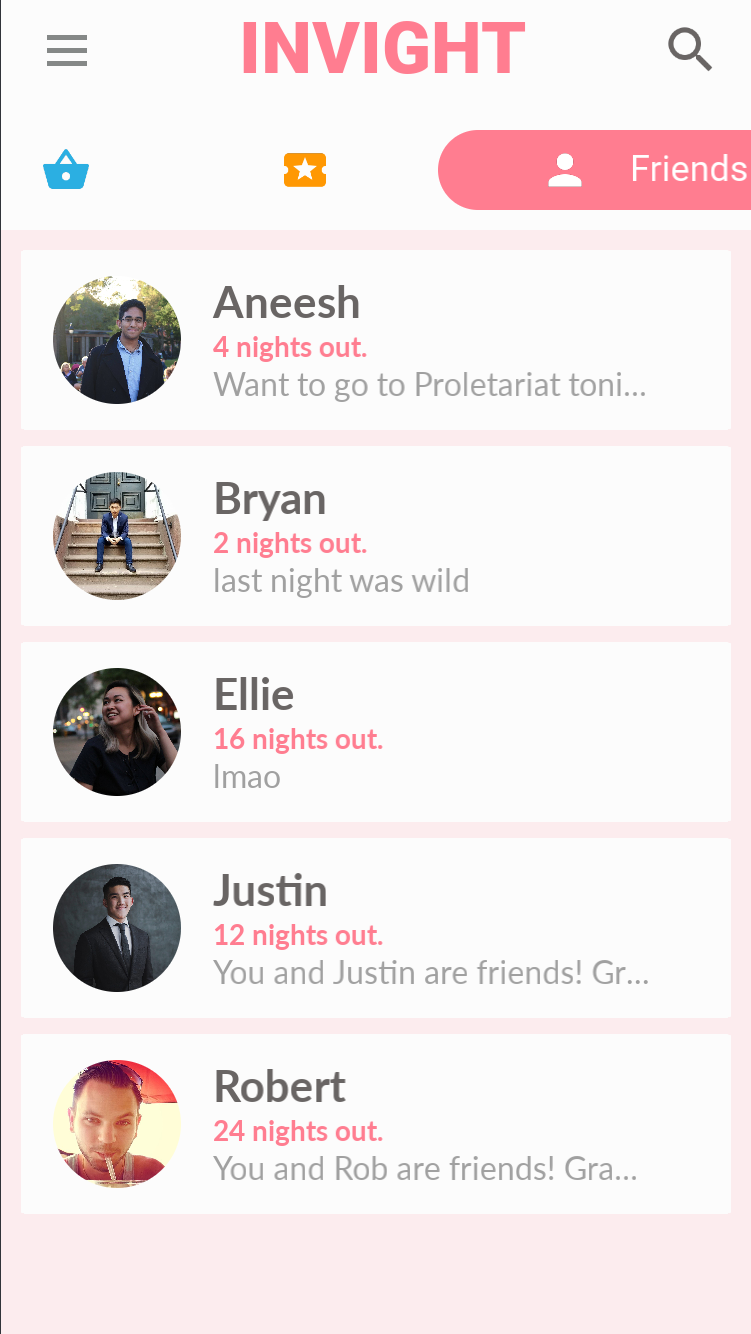 INVIGHT
Friends
Aneesh
4 nights out.
Want to go to Proletariat toni...
Bryan
2 nights out.
last night was wild
Ellie
16 nights out.
lmao
Justin
12 nights out.
You and Justin are friends! Gr...
Robert
24 nights out.
You and Rob are friends! Gra...